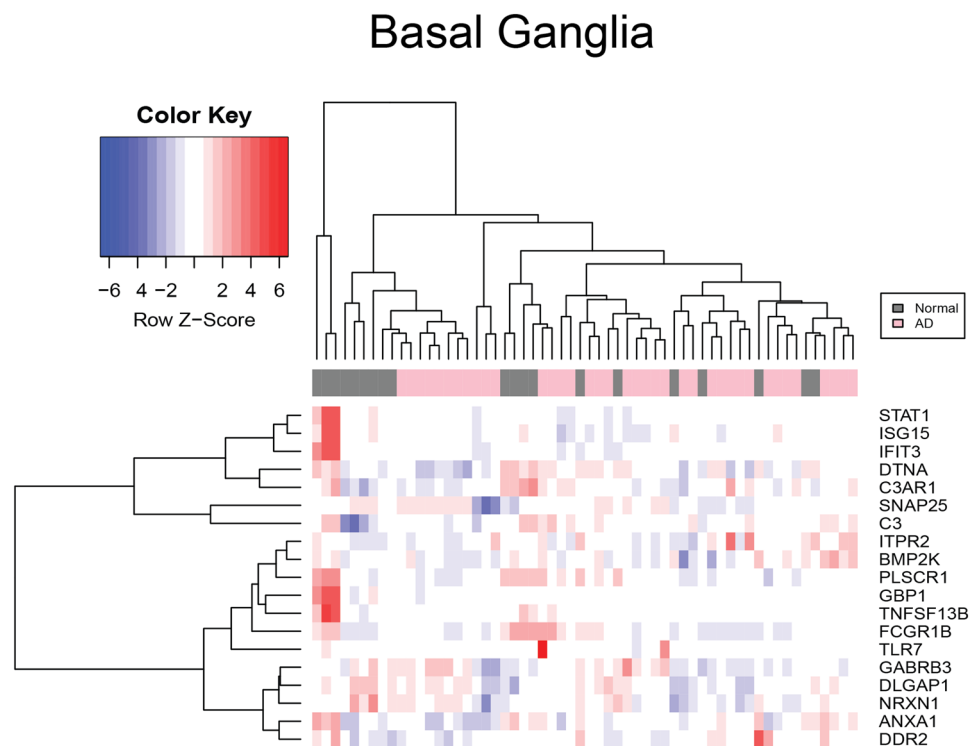 Basal Ganglia
Color Key
−6 4 −2 2 4 6
Row Z-Score
Normal
AD
STAT1
ISG15
IFIT3
DTNA
C3AR1
SNAP25
C3
ITPR2
BMP2K
PLSCR1
GBP1
TNFSF13B
FCGR1B
TLR7
GABRB3
DLGAP1
NRXN1
ANXA1
DDR2